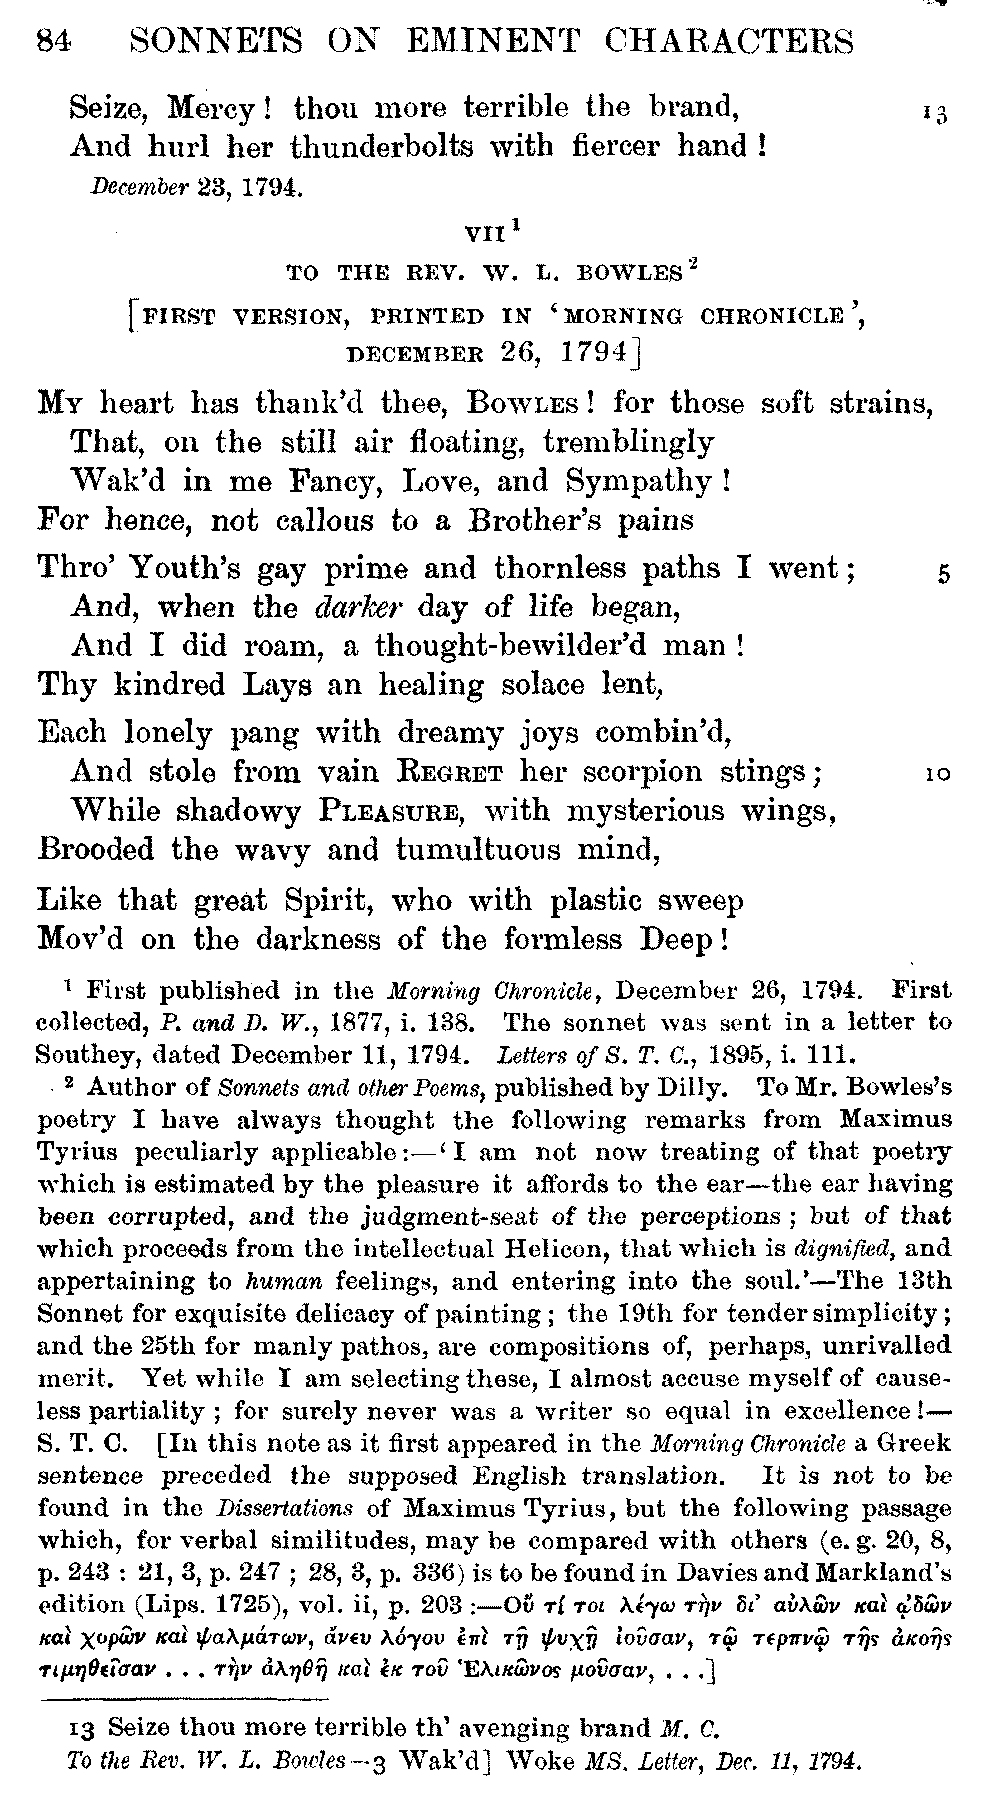 84 SONNETS ON EMINENT CHARACTERS
Seize, Mercy! thou more terrible the brand, 13
And hurl her thunderbolts with fiercer hand!
December 23, 1794.
VII¹
TO THE REV. W. L. BOWLES²
[FIRST VERSION, PRINTED IN ‘MORNING CHRONICLE’,
DECEMBER 26, 1794]
MY heart has thank’d thee, BOWLES! for those soft strains,
That, on the still air floating, tremblingly
Wak’d in me Fancy, Love, and Sympathy!
For hence, not callous to a Brother’s pains
Thro’ Youth’s gay prime and thornless paths I went; 5
And, when the darker day of life began,
And I did roam, a thought-bewilder’d man!
Thy kindred Lays an healing solace lent,
Each lonely pang with dreamy joys combin’d,
And stole from vain REGRET her scorpion stings; 10
While shadowy PLEASURE, with mysterious wings,
Brooded the wavy and tumultuous mind,
Like that great Spirit, who with plastic sweep
Mov’d on the darkness of the formless Deep!
¹ First published in the Morning Chronicle, December 26, 1794. First
collected, P. and D. W., 1877, i. 138. The sonnet was sent in a letter to
Southey, dated December 11, 1794. Letters of S. T. C., 1895, i. 111.
² Author of Sonnets and other Poems, published by Dilly. To Mr. Bowles’s
poetry I have always thought the following remarks from Maximus
Tyrius peculiarly applicable:—‘I am not now treating of that poetry
which is estimated by the pleasure it affords to the ear—the ear having
been corrupted, and the judgment-seat of the perceptions; but of that
which proceeds from the intellectual Helicon, that which is dignified, and
appertaining to human feelings, and entering into the soul.’—The 13th
Sonnet for exquisite delicacy of painting; the 19th for tender simplicity;
and the 25th for manly pathos, are compositions of, perhaps, unrivalled
merit. Yet while I am selecting these, I almost accuse myself of cause-
less partiality; for surely never was a writer so equal in excellence!—
S. T. C. [In this note as it first appeared in the Morning Chronicle a Greek
sentence preceded the supposed English translation. It is not to be
found in the Dissertations of Maximus Tyrius, but the following passage
which, for verbal similitudes, may be compared with others (e. g. 20, 8,
p. 243 : 21, 3, p. 247 ; 28, 3, p. 336) is to be found in Davies and Markland’s
edition (Lips. 1725), vol. ii, p. 203 :—Οὔ τί τοι λέγω τὴν δι’ αὐλῶν καὶ ᾠδῶν
καὶ χορῶν καὶ ψαλμάτων, ἄνευ λόγου ἐπὶ τῇ ψυχῇ ἰοῦσαν, τῷ τερπνῷ τῆς ἀκοῆς
τιμηθεῖσαν . . . τὴν ἀληθῆ καὶ ἐκ τοῦ Ἑλικῶνος μοῦσαν, . . .]
13 Seize thou more terrible th’ avenging brand M. C.
To the Rev. W. L. Bowles—3 Wak’d] Woke MS. Letter, Dec. 11, 1794.